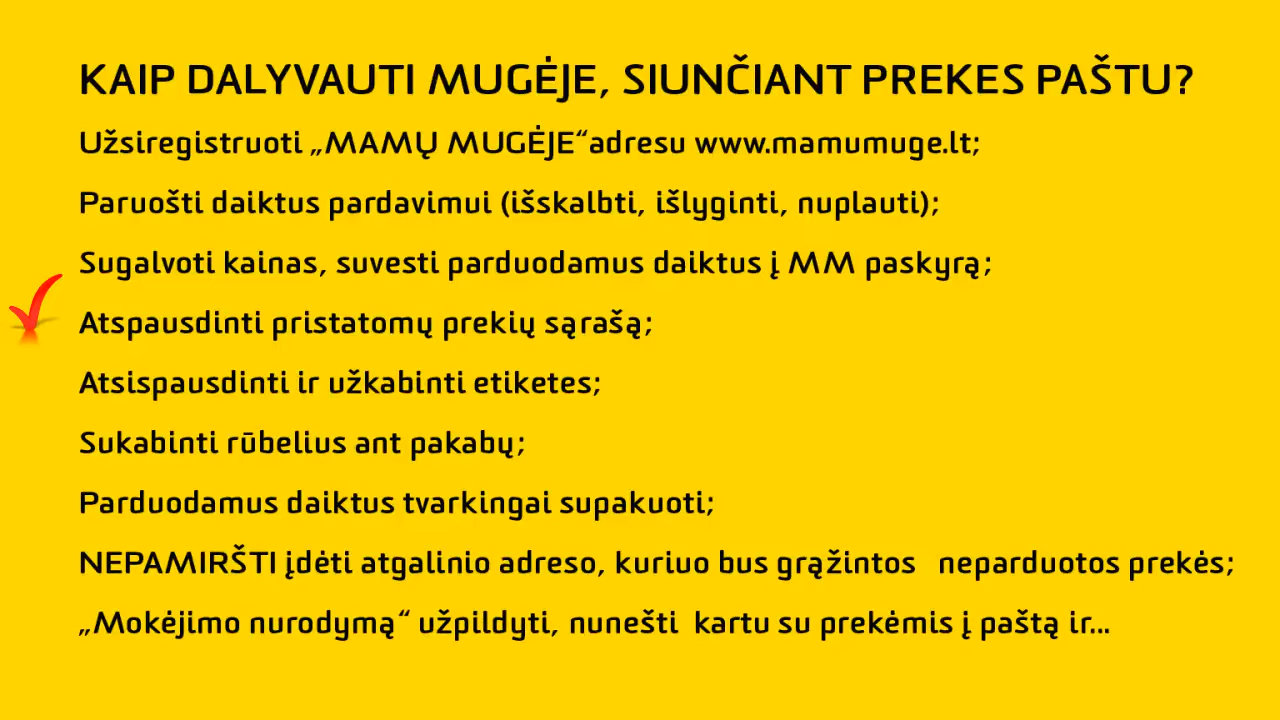 KAIP DALYVAUTI MUGĖJE, SIUNČIANT PREKES PAŠTU?
Užsiregistruoti „MAMŲ MUGĖJE“adresu www.mamumuge.lt;
Paruošti daiktus pardavimui (išskalbti, išlyginti, nuplauti);
Sugalvoti kainas, suvesti parduodamus daiktus į MM paskyrą;
Atspausdinti pristatomų prekių sąrašą;
Atsispausdinti ir užkabinti etiketes;
Sukabinti rūbelius ant pakabų;
Parduodamus daiktus tvarkingai supakuoti;
NEPAMIRŠTI įdėti atgalinio adreso, kuriuo bus grąžintos neparduotos prekės;
„Mokėjimo nurodymą“ užpildyti, nunešti kartu su prekėmis į paštą ir...